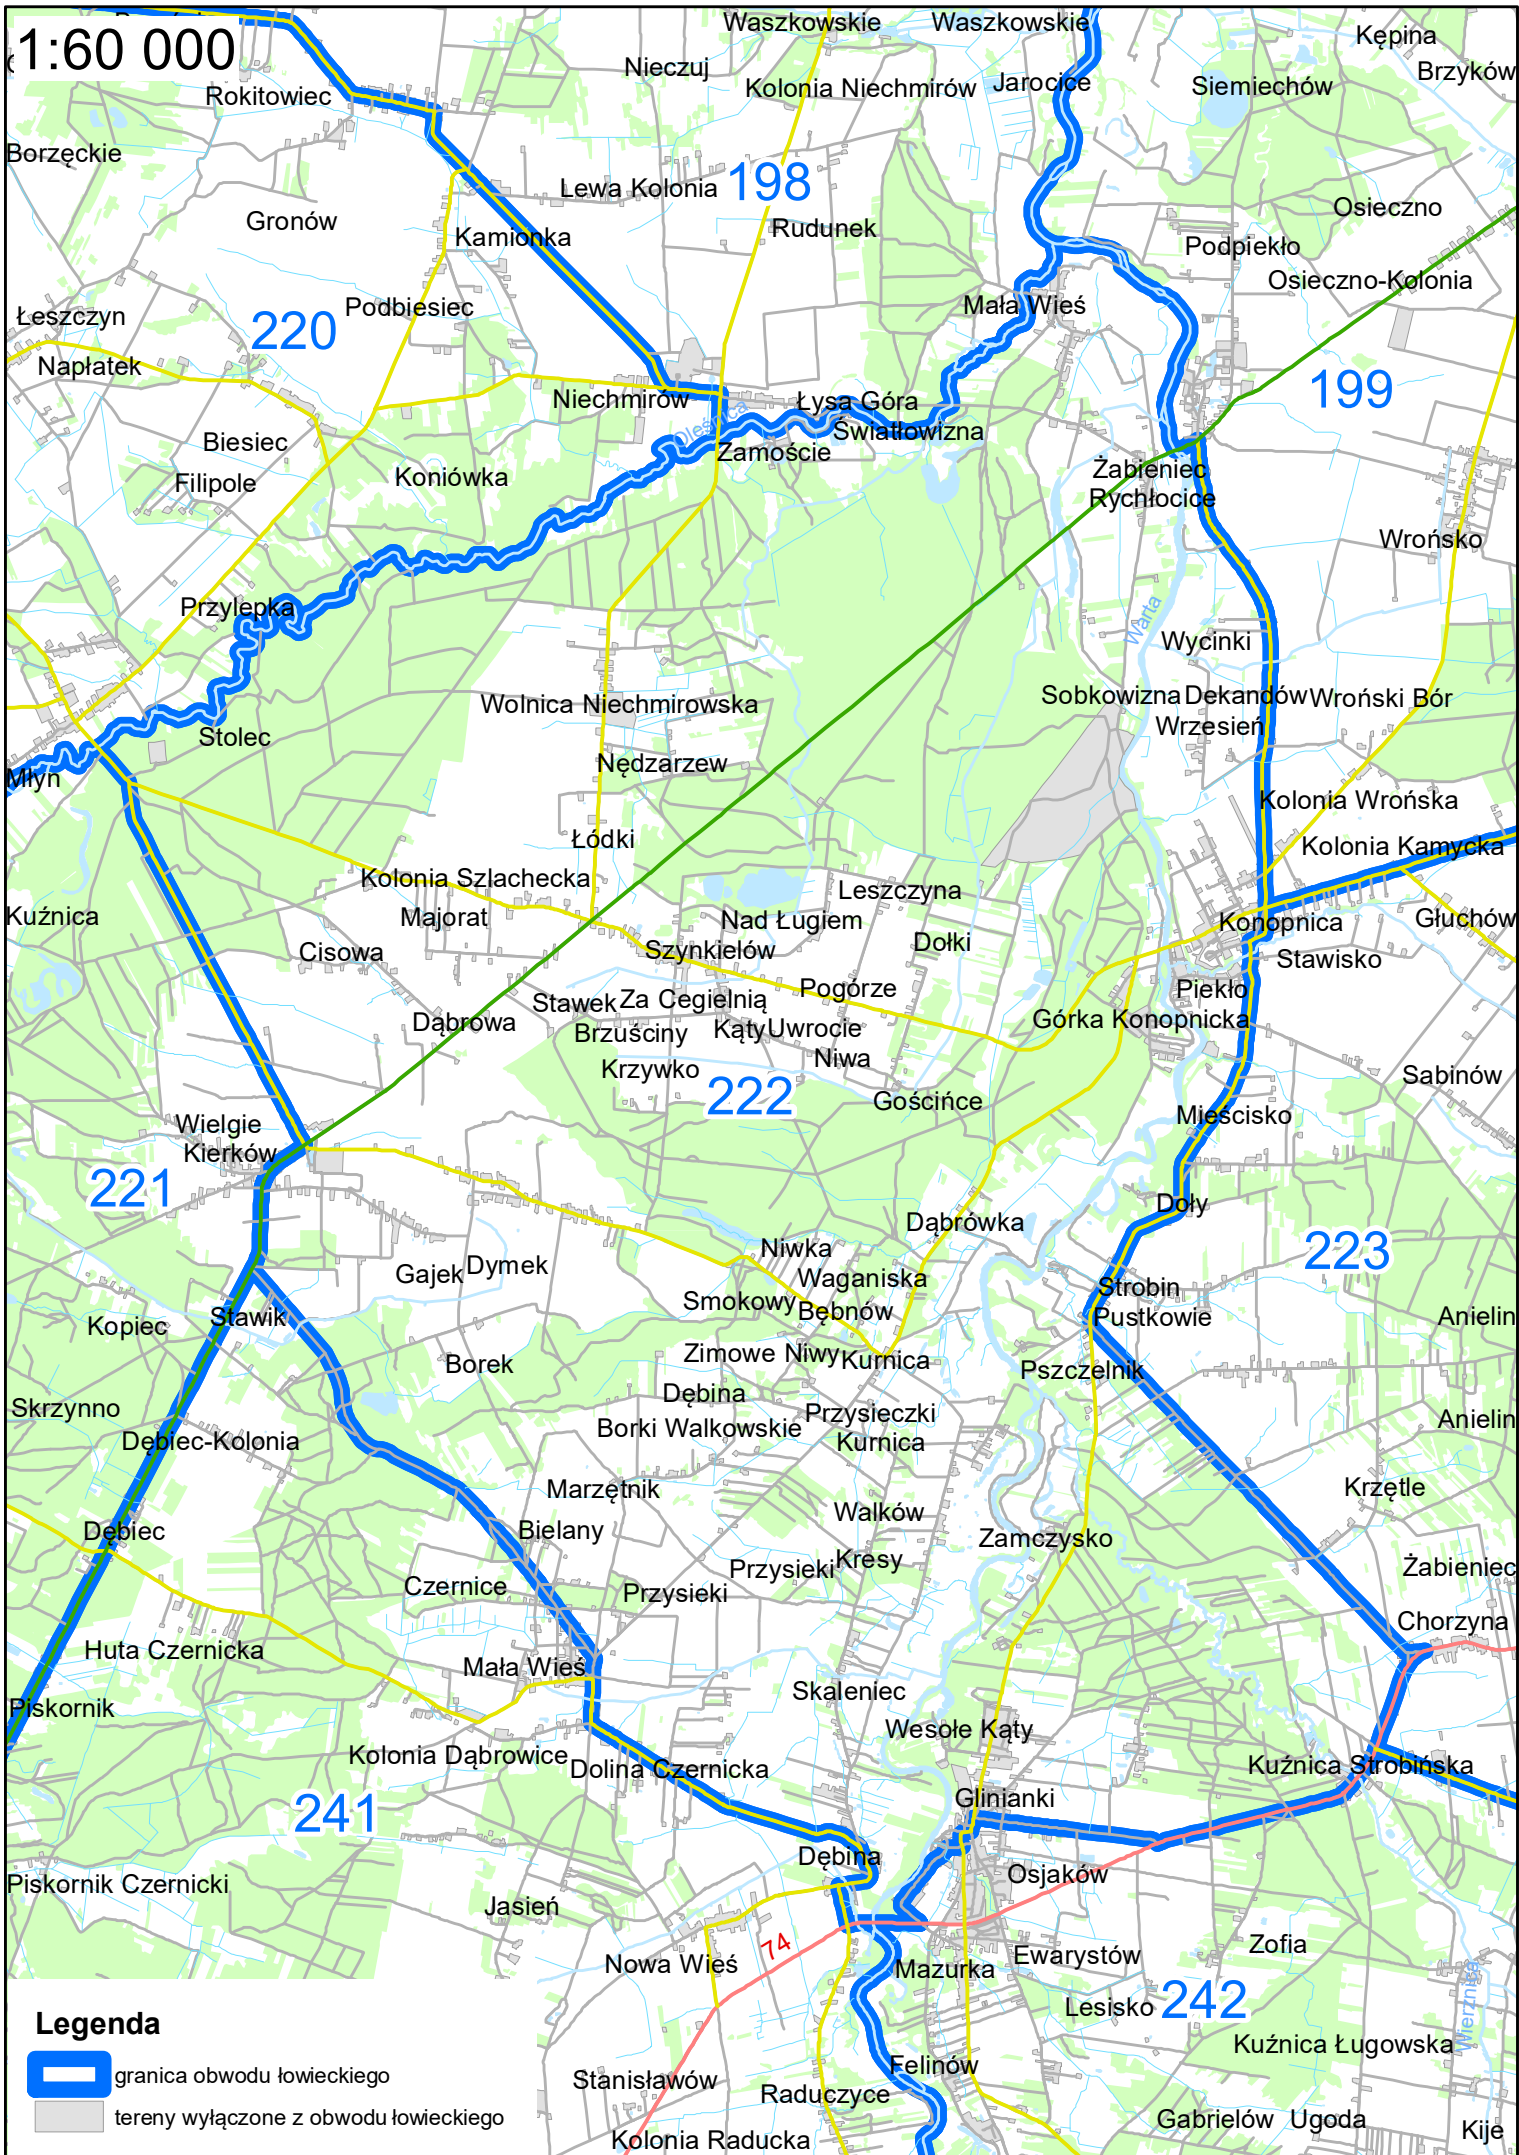 1:60 000
Waszkowskie
Waszkowskie
Kępina
Nieczuj
Kolonia Niechmirów
Jarocice
Siemiechów
Brzyków
Rokitowiec
Borzęckie
Lewa Kolonia
198
Gronów
Kamionka
Rudunek
Osieczno
Podpiekło
Osieczno-Kolonia
Łeszczyn
220
Podbiesiec
Mała Wieś
Napłatek
Niechmirów
Łysa Góra
199
Oleśnica
Światłowizna
Biesiec
Zamoście
Filipole
Koniówka
Żabieniec
Rychłocice
Wrońsko
Przylepka
Warta
Wycinki
Wolnica Niechmirowska
Sobkowizna
Dekandów
Wroński Bór
Stolec
Wrzesień
Młyn
Nędzarzew
Kolonia Wrońska
Łódki
Kolonia Kamycka
Kolonia Szlachecka
Leszczyna
Kuźnica
Majorat
Nad Ługiem
Konopnica
Głuchów
Cisowa
Szynkielów
Dołki
Stawisko
Stawek
Za Cegielnią
Pogorze
Piekło
Dąbrowa
Brzuściny
Kąty
Uwrocie
Górka Konopnicka
Krzywko
Niwa
222
Gościńce
Sabinów
Wielgie
Mieścisko
Kierków
221
Doły
Dąbrówka
Niwka
223
Gajek
Dymek
Waganiska
Smokowy
Bębnów
Strobin
Kopiec
Stawik
Pustkowie
Anielin
Borek
Zimowe Niwy
Kurnica
Pszczelnik
Dębina
Skrzynno
Przysieczki
Anielin
Dębiec-Kolonia
Borki Walkowskie
Kurnica
Marzętnik
Krzętle
Walków
Dębiec
Bielany
Zamczysko
Przysieki
Kresy
Żabieniec
Czernice
Przysieki
Chorzyna
Huta Czernicka
Mała Wieś
Skaleniec
Piskornik
Wesołe Kąty
Kolonia Dąbrowice
Dolina Czernicka
Kuźnica Strobińska
241
Glinianki
Dębina
Osjaków
Piskornik Czernicki
Jasień
74
Nowa Wieś
Mazurka
Ewarystów
Zofia
Lesisko
242
Wierznica
Kuźnica Ługowska
Felinów
Stanisławów
Raduczyce
Gabrielów
Ugoda
Kije
Kolonia Raducka
Legenda
granica obwodu łowieckiego
tereny wyłączone z obwodu łowieckiego